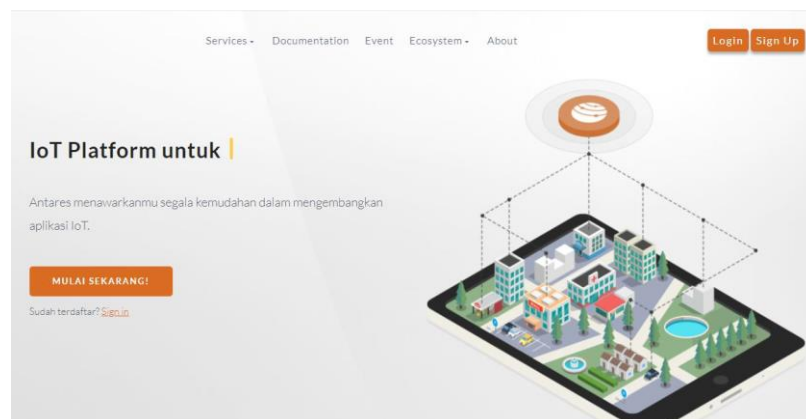 Services Documentation Event Ecosystem About
Login Sign Up
IoT Platform untuk
Antares menawarkanmu segala kemudahan dalam mengembangkan
aplikasi IoT.
MULAI SEKARANG!
Sudah terdaftar? Sign in